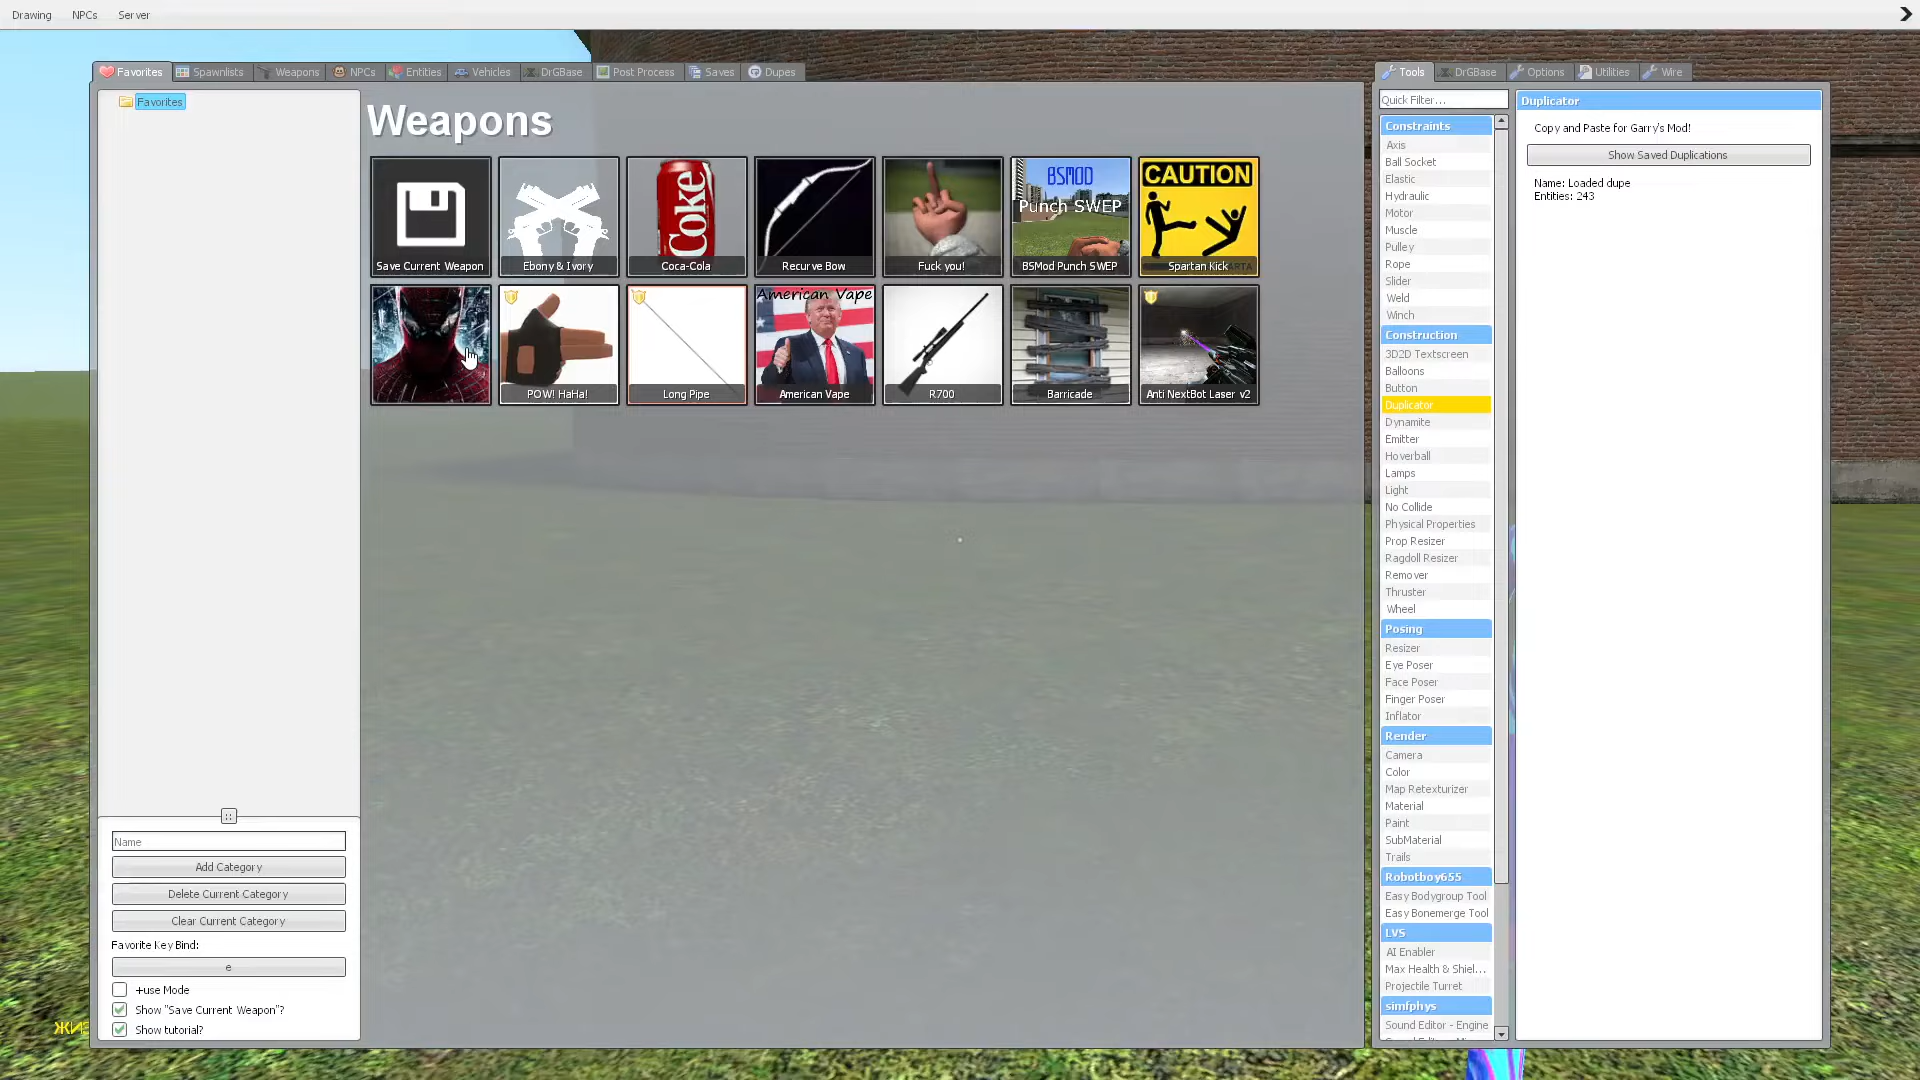 Drawing NPCs Server
Favorites Spawnlists Weapons NPCs Entities Vehicles DrGBase Post Process Saves Dupes
Tools DrGBase Options Utilities Wire
Favorites
Weapons
Save Current Weapon
Ebony & Ivory
Coke
Coca-Cola
Recurve Bow
Fuck you!
BSMOD
Punch SWEP
BSMod Punch SWEP
CAUTION
Spartan Kick
POW! HaHa!
Long Pipe
American Vape
American Vape
R700
Barricade
Anti NextBot Laser v2
Name
Add Category
Delete Current Category
Clear Current Category
Favorite Key Bind:
e
+use Mode
Show "Save Current Weapon"?
Show tutorial?
Quick Filter...
Constraints
Axis
Ball Socket
Elastic
Hydraulic
Motor
Muscle
Pulley
Rope
Slider
Weld
Winch
Construction
3D2D Textscreen
Balloons
Button
Duplicator
Dynamite
Emitter
Hoverball
Lamps
Light
No Collide
Physical Properties
Prop Resizer
Ragdoll Resizer
Remover
Thruster
Wheel
Posing
Resizer
Eye Poser
Face Poser
Finger Poser
Inflator
Render
Camera
Color
Map Retexturizer
Material
Paint
SubMaterial
Trails
Robotboy655
Easy Bodygroup Tool
Easy Bonemerge Tool
LVS
AI Enabler
Max Health & Shiel...
Projectile Turret
simfphys
Sound Editor - Engine
Duplicator
Copy and Paste for Garry's Mod!
Show Saved Duplications
Name: Loaded dupe
Entities: 243